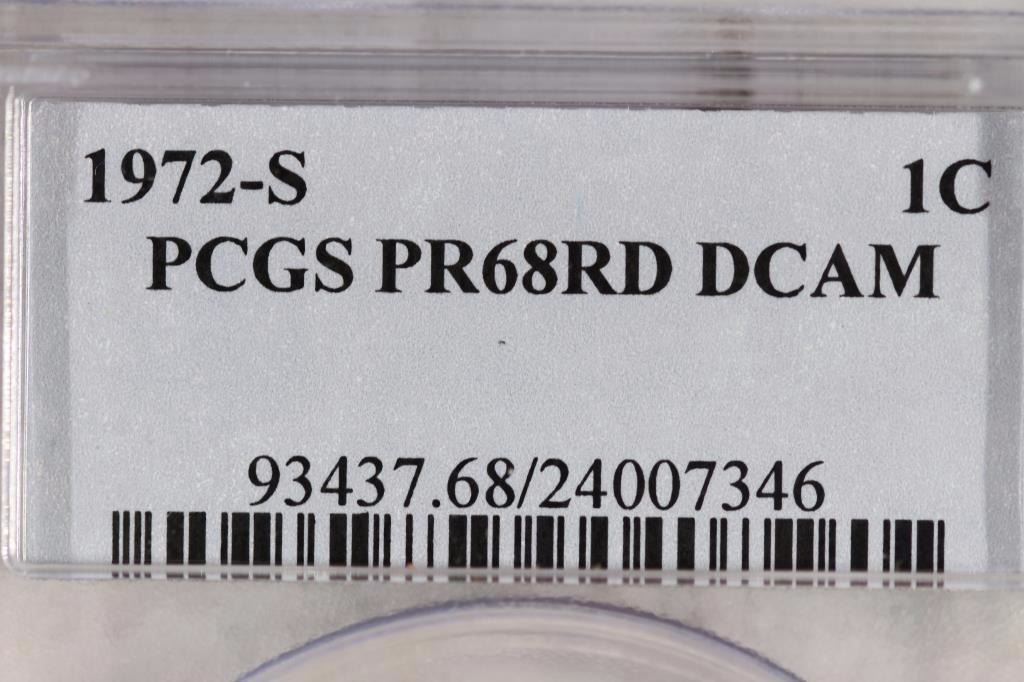 1972-S 1C
PCGS PR68RD DCAM
93437.68/24007346